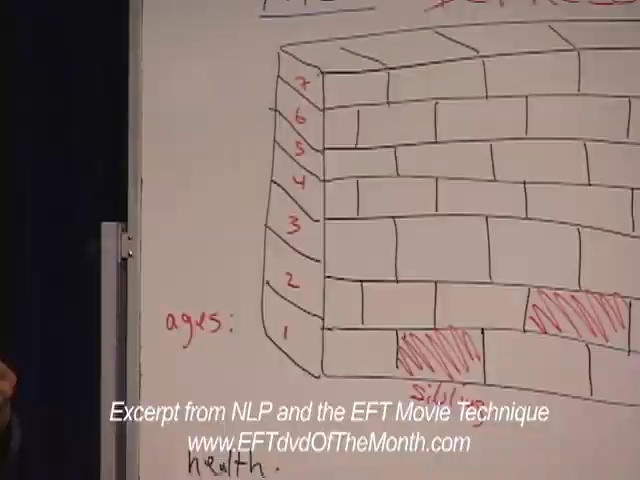 7
6
5
4
3
2
ages: 1
Sibling
Excerpt from NLP and the EFT Movie Technique
www.EFTdvdOfTheMonth.com
health.